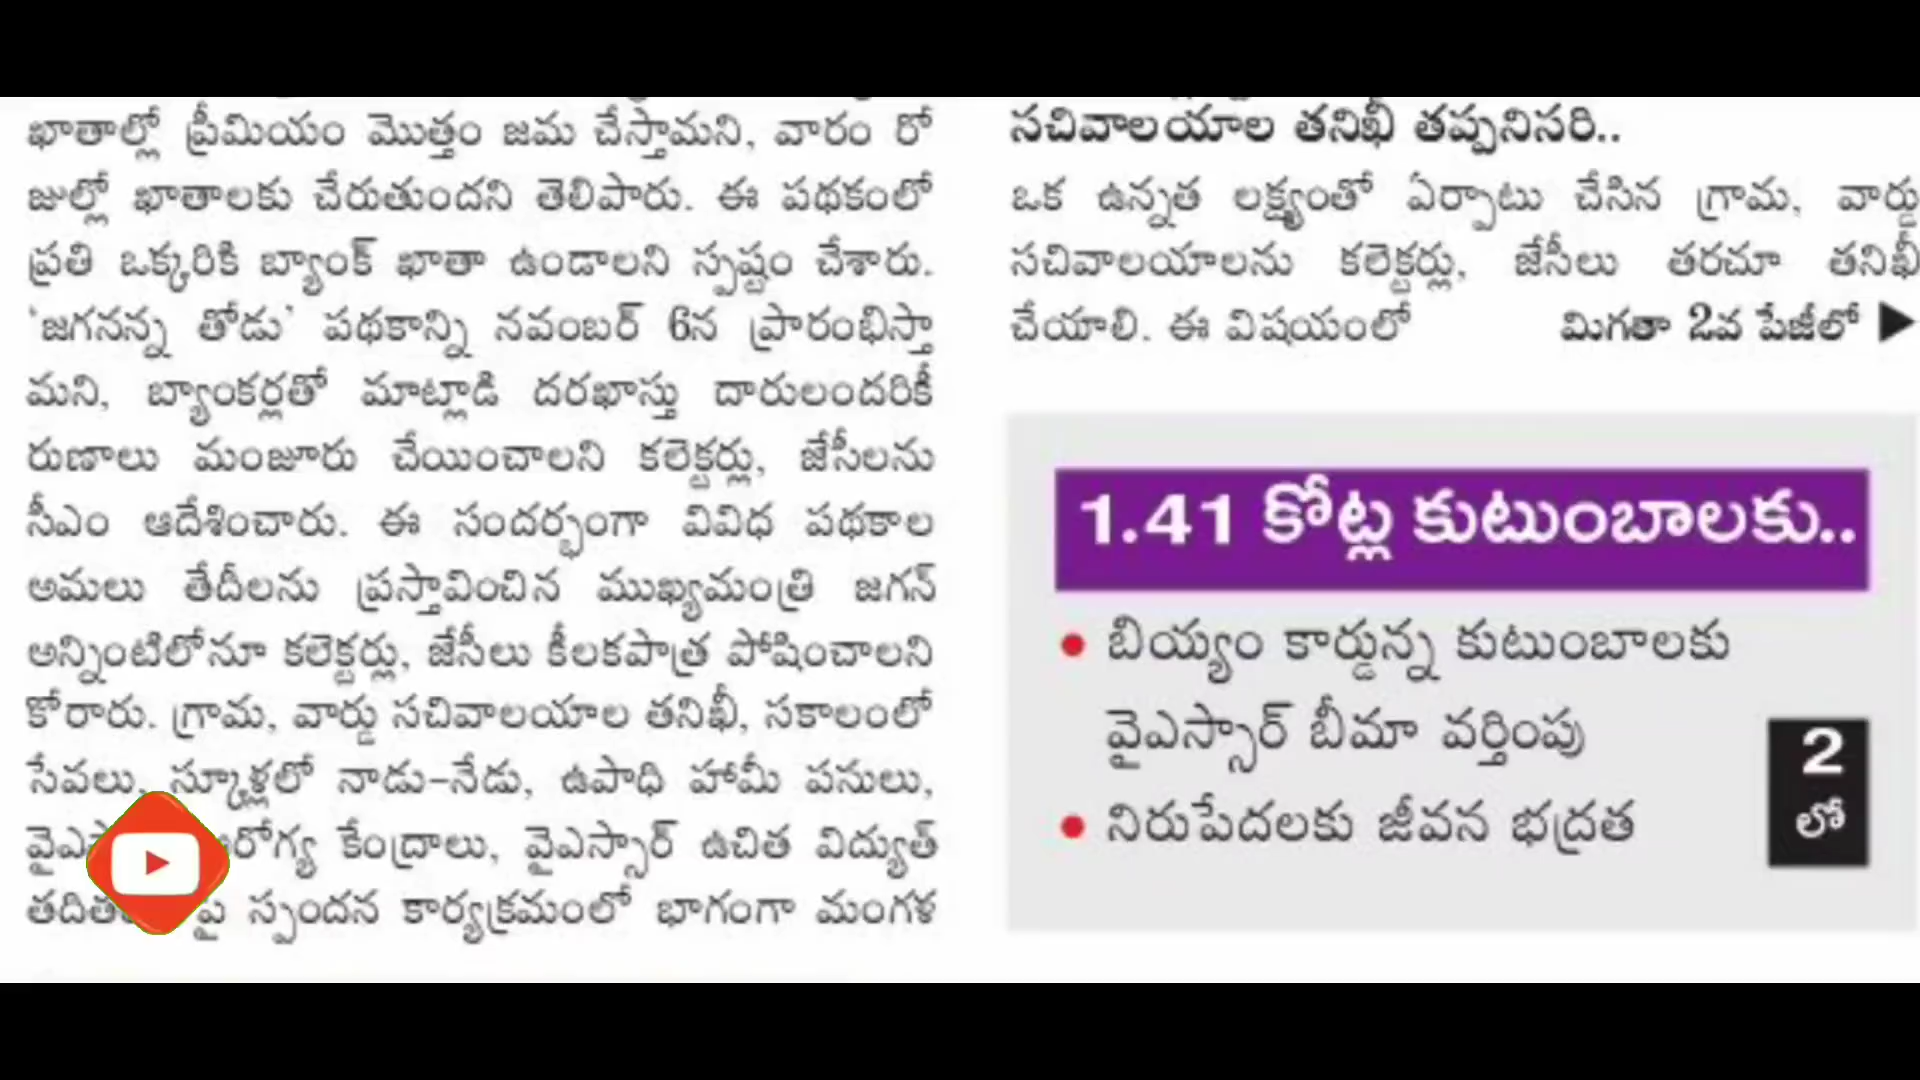 ఖాతాల్లో ప్రీమియం మొత్తం జమ చేస్తామని, వారం రో
జుల్లో ఖాతాలకు చేరుతుందని తెలిపారు. ఈ పథకంలో
ప్రతి ఒక్కరికి బ్యాంక్ ఖాతా ఉండాలని స్పష్టం చేశారు.
'జగనన్న తోడు' పథకాన్ని నవంబర్ 6న ప్రారంభిస్తా
మని, బ్యాంకర్లతో మాట్లాడి దరఖాస్తు దారులందరికీ
రుణాలు మంజూరు చేయించాలని కలెక్టర్లు, జేసీలను
సీఎం ఆదేశించారు. ఈ సందర్భంగా వివిధ పథకాల
అమలు తేదీలను ప్రస్తావించిన ముఖ్యమంత్రి జగన్
అన్నింటిలోనూ కలెక్టర్లు, జేసీలు కీలకపాత్ర పోషించాలని
కోరారు. గ్రామ, వార్డు సచివాలయాల తనిఖీ, సకాలంలో
సేవలు, స్కూళ్లలో నాడు-నేడు, ఉపాధి హామీ పనులు,
కేంద్రాలు, వైఎస్సార్ ఉచిత విద్యుత్
స్పందన కార్యక్రమంలో భాగంగా మంగళ
సచివాలయాల తనిఖీ తప్పనిసరి..
ఒక ఉన్నత లక్ష్యంతో ఏర్పాటు చేసిన గ్రామ, వార్డు
సచివాలయాలను కలెక్టర్లు, జేసీలు తరచూ తనిఖీ
చేయాలి. ఈ విషయంలో మిగతా 2వ పేజీలో ▶
1.41 కోట్ల కుటుంబాలకు..
• బియ్యం కార్డున్న కుటుంబాలకు
వైఎస్సార్ బీమా వర్తింపు
• నిరుపేదలకు జీవన భద్రత
2
లో